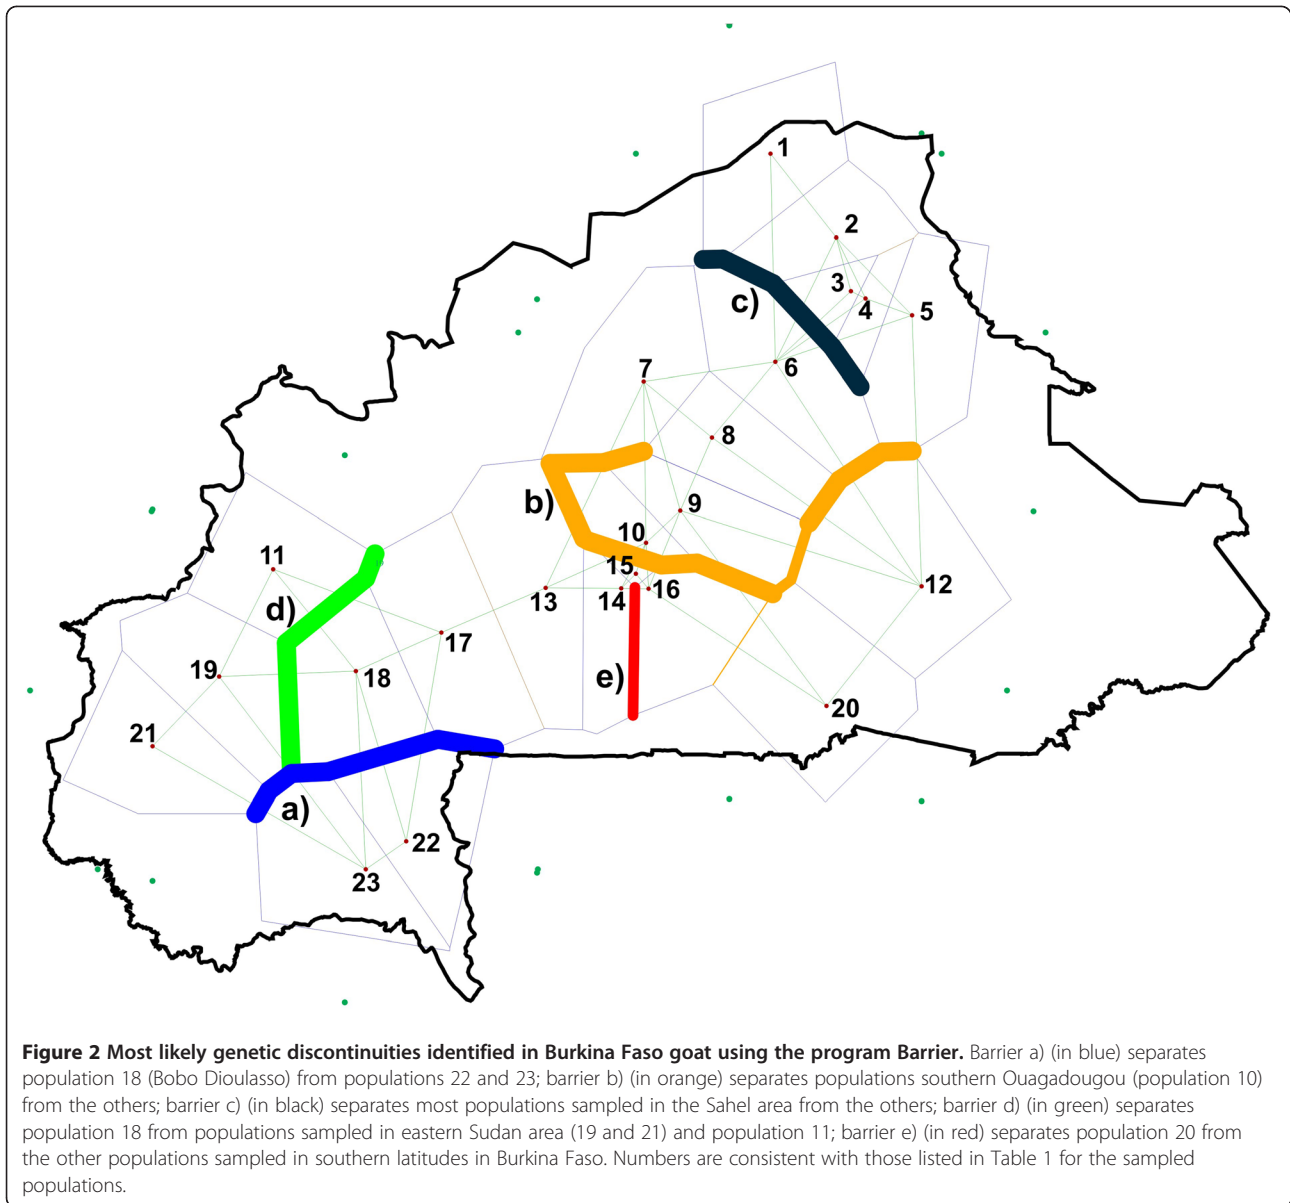 1
2
3
4
5
c)
6
7
8
9
b)
10
11
15
12
13
14
16
d)
17
19
18
e)
20
21
a)
22
23
Figure 2 Most likely genetic discontinuities identified in Burkina Faso goat using the program Barrier. Barrier a) (in blue) separates
population 18 (Bobo Dioulasso) from populations 22 and 23; barrier b) (in orange) separates populations southern Ouagadougou (population 10)
from the others; barrier c) (in black) separates most populations sampled in the Sahel area from the others; barrier d) (in green) separates
population 18 from populations sampled in eastern Sudan area (19 and 21) and population 11; barrier e) (in red) separates population 20 from
the other populations sampled in southern latitudes in Burkina Faso. Numbers are consistent with those listed in Table 1 for the sampled
populations.